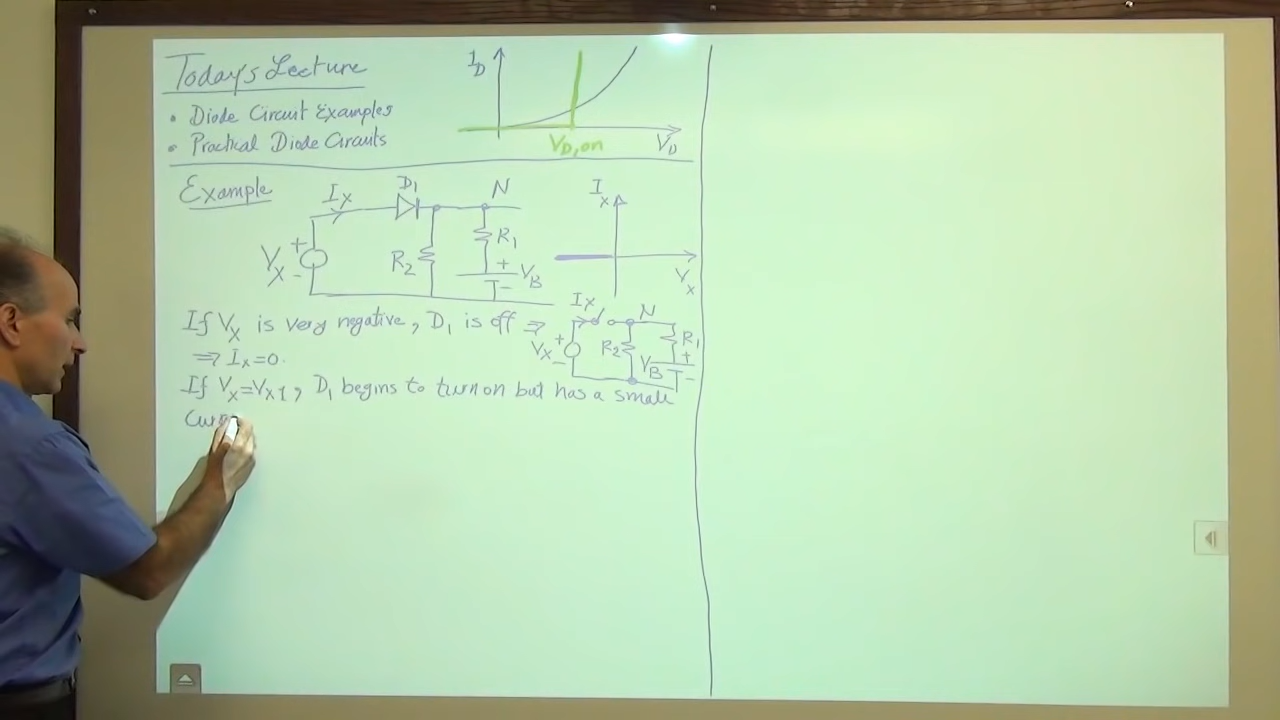 Today's Lecture
• Diode Circuit Examples
• Practical Diode Circuits
I_D
V_D,on
V_D
Example
I_X
D_1
N
V_X
+
-
R_2
R_1
+
-
V_B
I_X
V_X
If V_X is very negative, D_1 is off ⇒
⇒ I_X=0.
I_X
N
V_X
+
-
R_2
R_1
V_B
+
-
If V_X=V_X1, D_1 begins to turn on but has a small